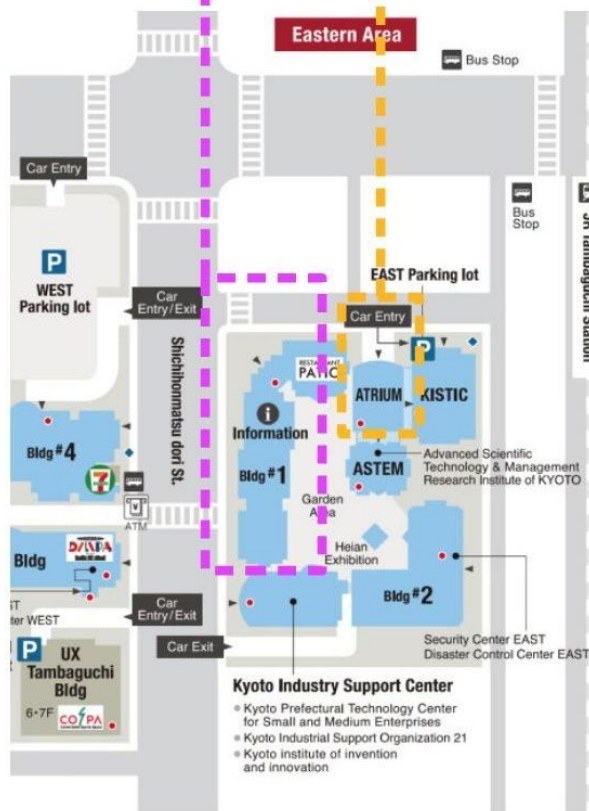 Eastern Area
Bus Stop
Car Entry
P
WEST
Parking lot
Car
Entry/Exit
Shichihonmatsu dori St.
Bus
Stop
JR Tambaguchi Station
EAST Parking lot
Car Entry
P
RESTAURANT
PATIO
ATRIUM
KISTIC
i
Information
Bldg #1
ASTEM
Advanced Scientific
Technology & Management
Research Institute of KYOTO
Garden
Area
Heian
Exhibition
Bldg #2
Bldg #4
7
ATM
Bldg
Car
Entry/Exit
ST
ter WEST
Car Exit
Security Center EAST
Disaster Control Center EAST
P
UX
Tambaguchi
Bldg
6・7F
Kyoto Industry Support Center
Kyoto Prefectural Technology Center
for Small and Medium Enterprises
Kyoto Industrial Support Organization 21
Kyoto institute of invention
and innovation